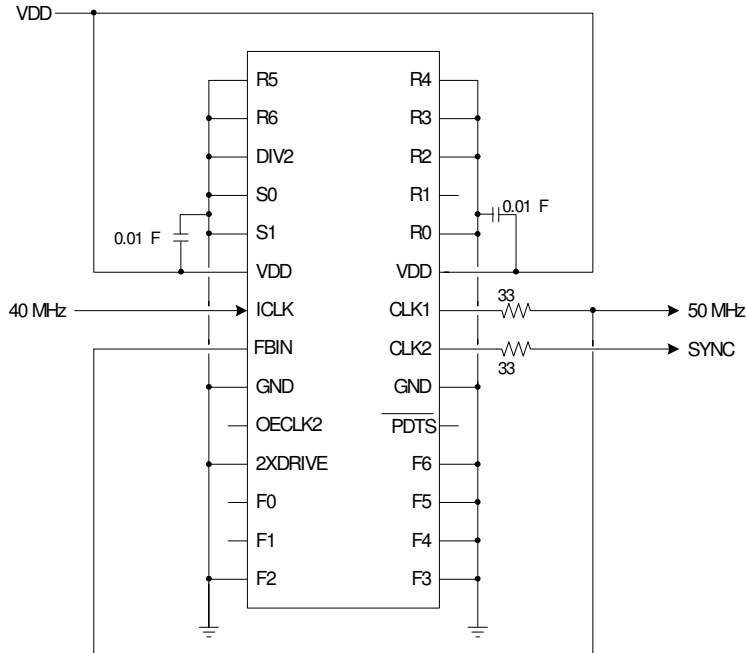 VDD
R5 R4
R6 R3
DIV2 R2
S0 R1
0.01 F
S1 R0
0.01 F
VDD VDD
33
40 MHz ICLK CLK1 50 MHz
FBIN CLK2 SYNC
33
GND GND
OECLK2 PDTS
2XDRIVE F6
F0 F5
F1 F4
F2 F3